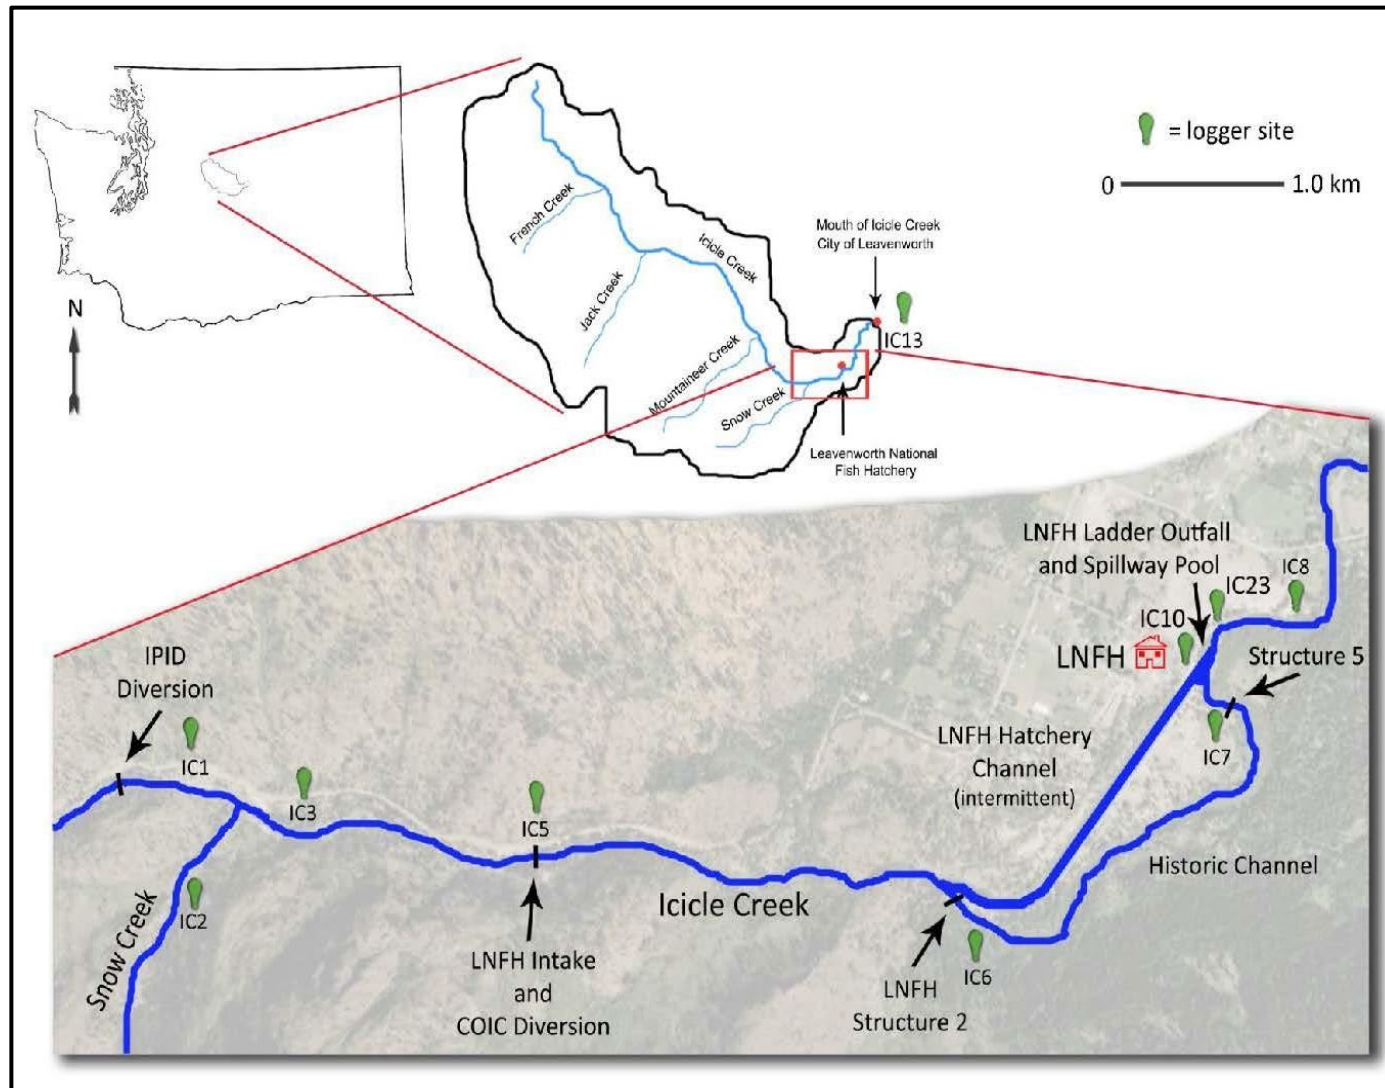 = logger site
0
1.0 km
N
French Creek
Jack Creek
Icicle Creek
Mountaineer Creek
Snow Creek
Mouth of Icicle Creek
City of Leavenworth
IC13
Leavenworth National
Fish Hatchery
LNFH Ladder Outfall
and Spillway Pool
IC8
IC23
IC10
LNFH
Structure 5
IPID
Diversion
IC1
IC3
IC5
IC7
LNFH Hatchery
Channel
(intermittent)
Historic Channel
Icicle Creek
Snow Creek
IC2
LNFH Intake
and
COIC Diversion
IC6
LNFH
Structure 2